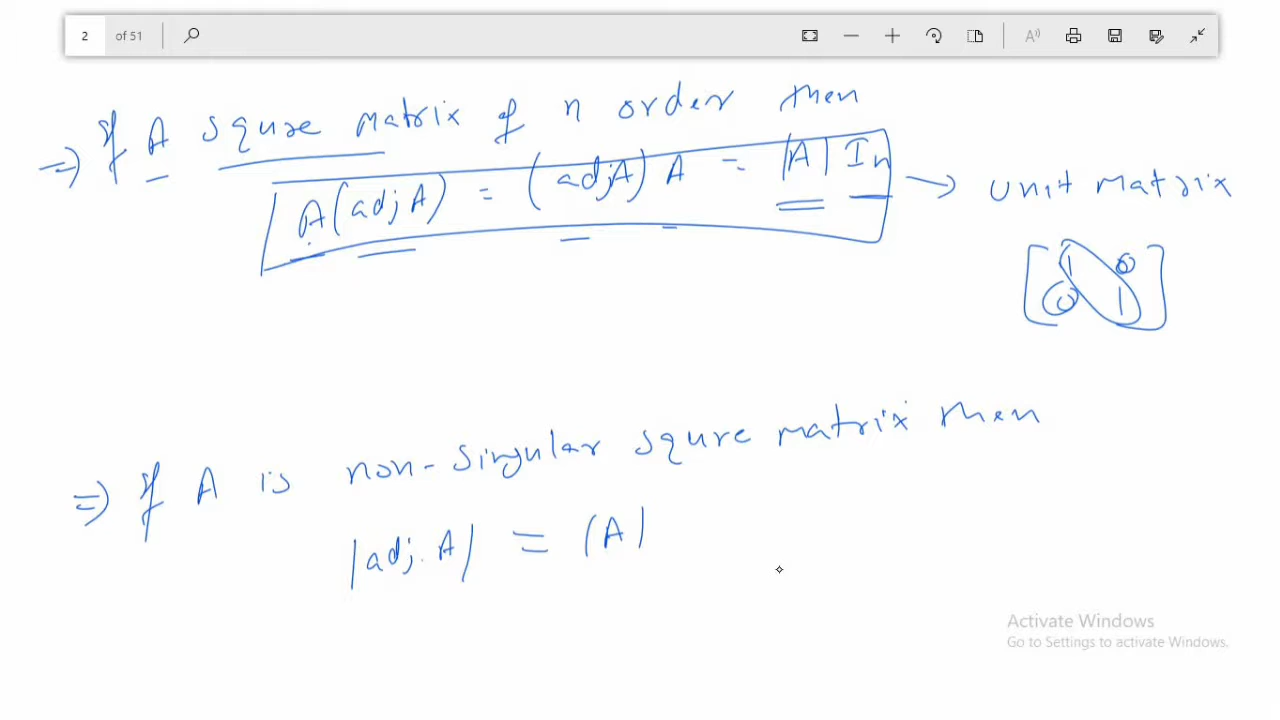 2 of 51
⇒ If A squre matrix of n order then
A(adj A) = (adjA) A = |A| In → unit matrix
[1 0
0 1]
⇒ If A is non-singular squre matrix then
|adj. A| = |A|
Activate Windows
Go to Settings to activate Windows.